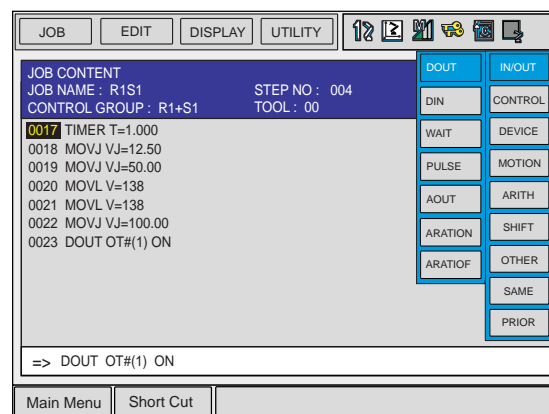 JOB EDIT DISPLAY UTILITY
JOB CONTENT
JOB NAME : R1S1 STEP NO : 004
CONTROL GROUP : R1+S1 TOOL : 00
0017 TIMER T=1.000
0018 MOVJ VJ=12.50
0019 MOVJ VJ=50.00
0020 MOVL V=138
0021 MOVL V=138
0022 MOVJ VJ=100.00
0023 DOUT OT#(1) ON
DOUT IN/OUT
DIN CONTROL
WAIT DEVICE
PULSE MOTION
AOUT ARITH
ARATION SHIFT
ARATIOF OTHER
SAME
PRIOR
=> DOUT OT#(1) ON
Main Menu Short Cut